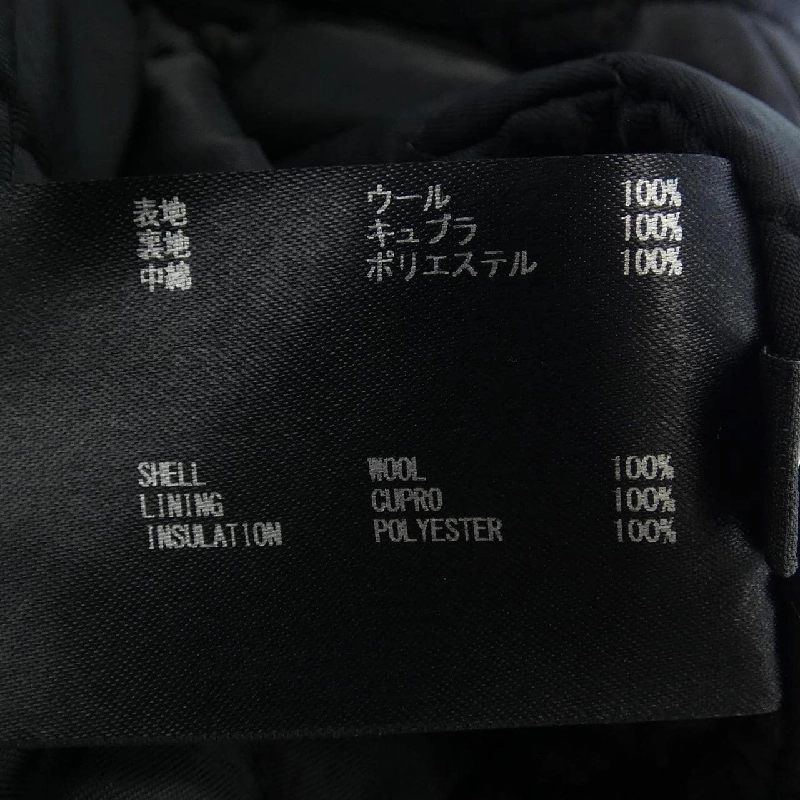 表地 ウール 100%
裏地 キュプラ 100%
中綿 ポリエステル 100%
SHELL WOOL 100%
LINING CUPRO 100%
INSULATION POLYESTER 100%